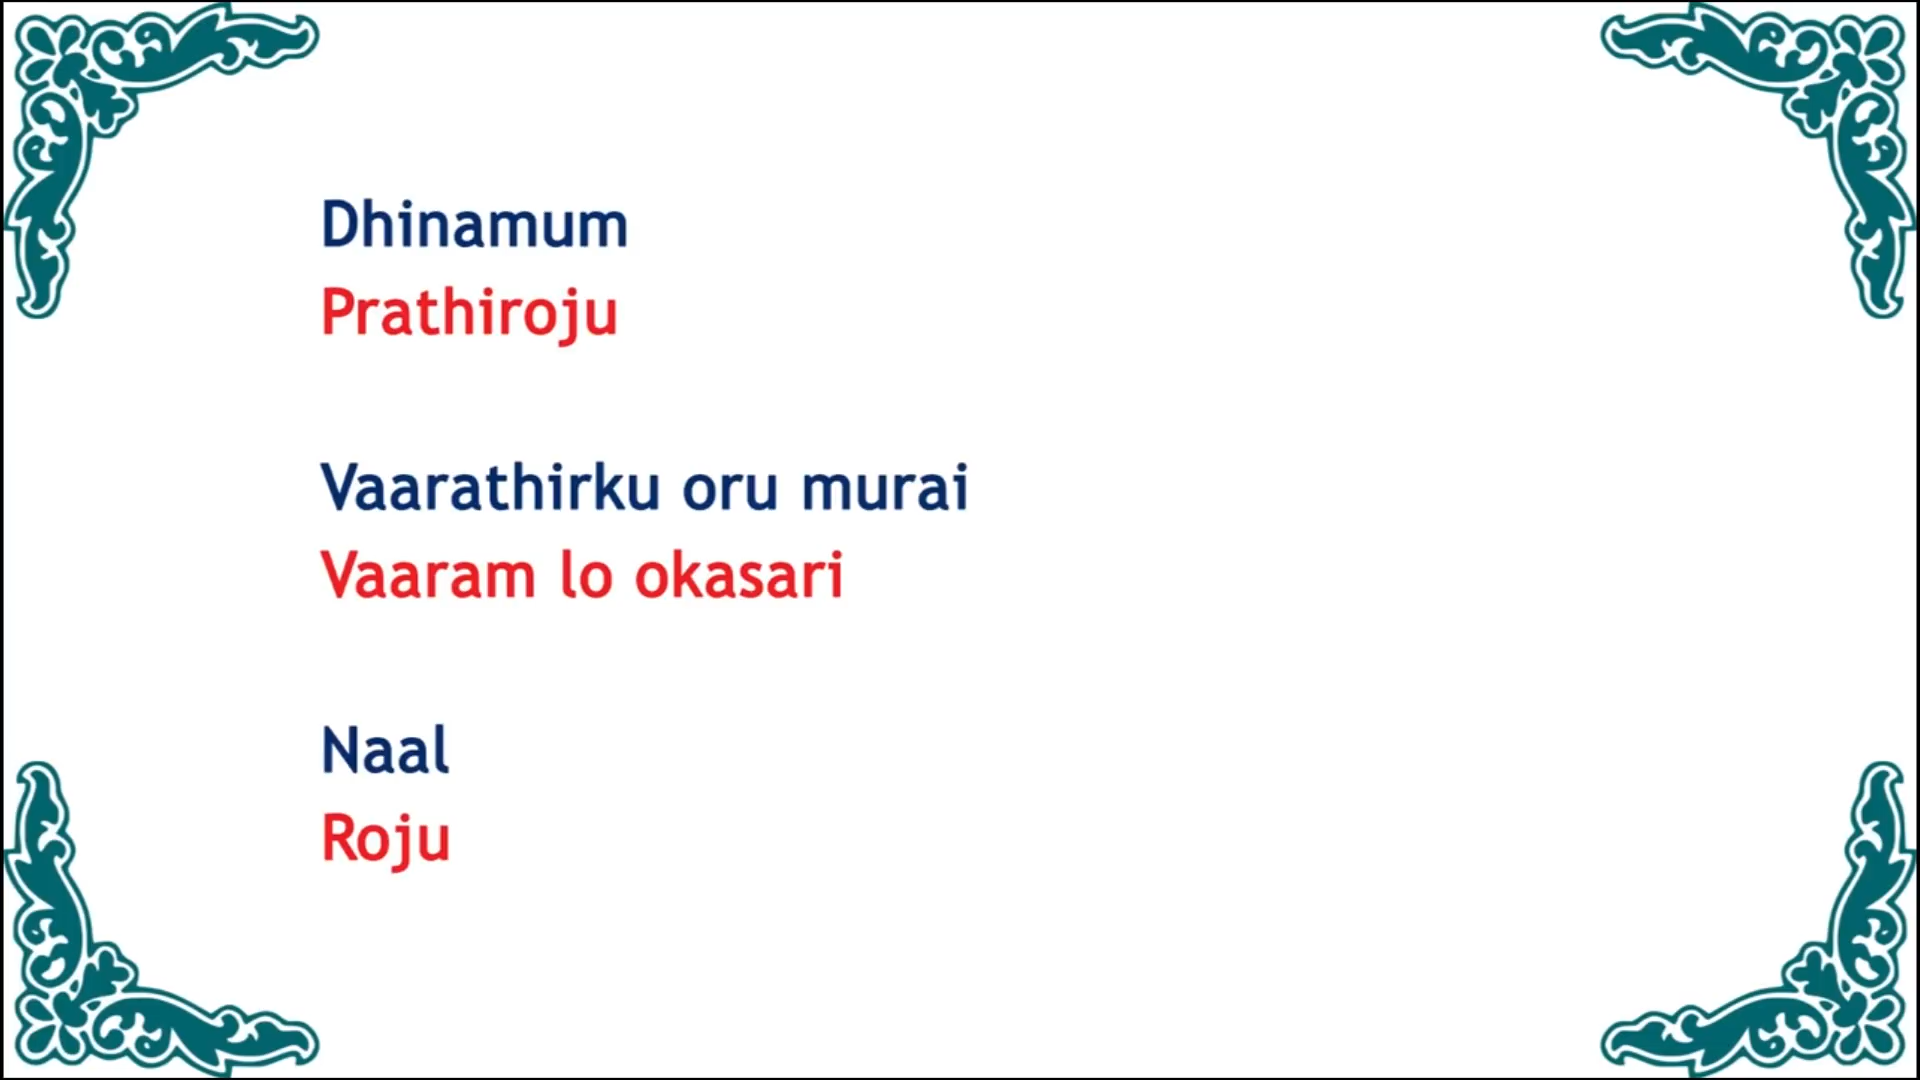 Dhinamum
Prathiroju
Vaarathirku oru murai
Vaaram lo okasari
Naal
Roju